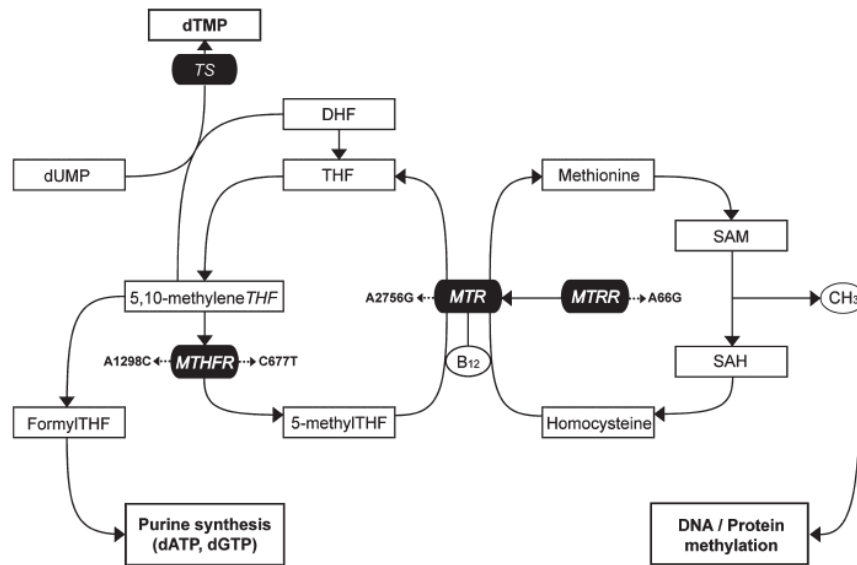 dTMP
TS
DHF
dUMP
THF
Methionine
SAM
5,10-methyleneTHF
A2756G
MTR
MTRR
A66G
CH3
B12
A1298C
MTHFR
C677T
SAH
FormylTHF
5-methylTHF
Homocysteine
Purine synthesis
(dATP, dGTP)
DNA / Protein
methylation